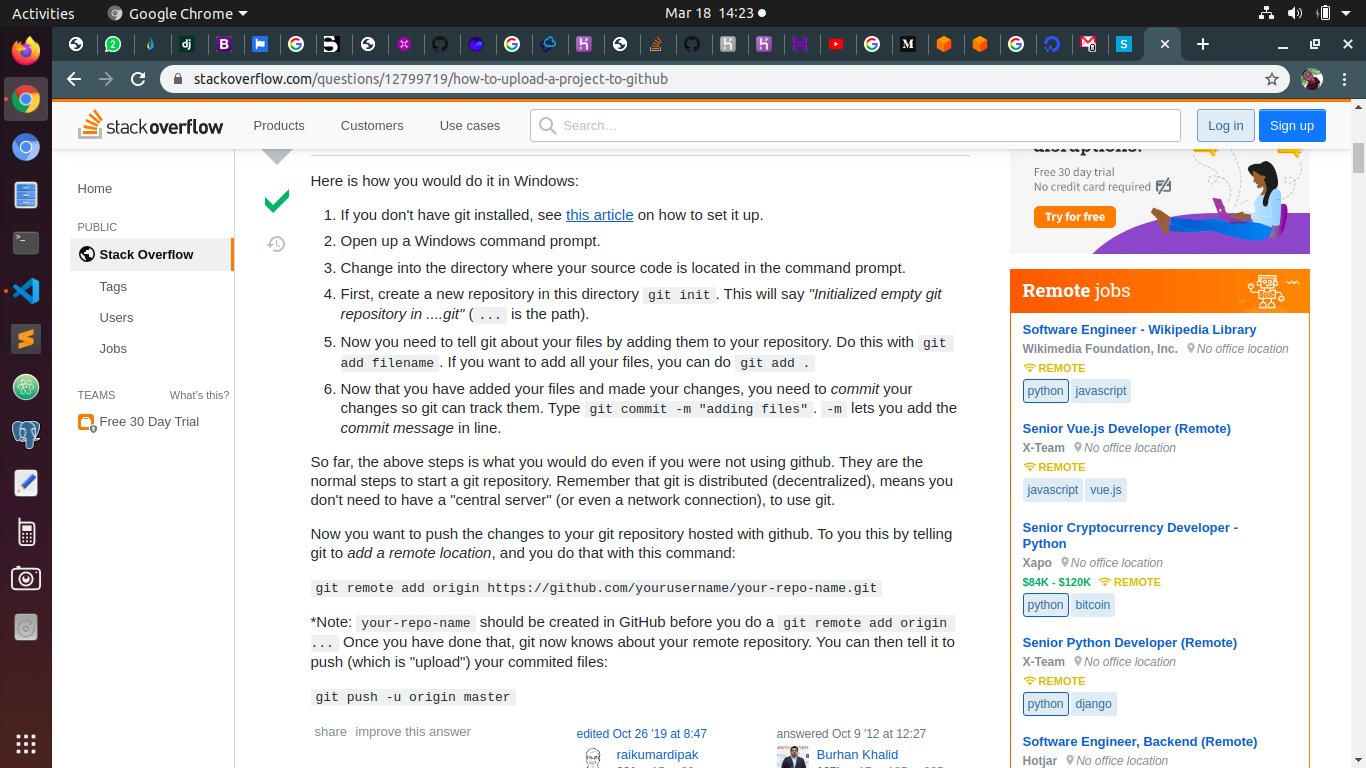 Activities
Google Chrome
Mar 18 14:23
stackoverflow.com/questions/12799719/how-to-upload-a-project-to-github
stackoverflow
Products
Customers
Use cases
Search…
Log in
Sign up
Home
PUBLIC
Stack Overflow
Tags
Users
Jobs
TEAMS
What's this?
Free 30 Day Trial
Here is how you would do it in Windows:
1. If you don't have git installed, see this article on how to set it up.
2. Open up a Windows command prompt.
3. Change into the directory where your source code is located in the command prompt.
4. First, create a new repository in this directory git init. This will say "Initialized empty git
repository in ....git" (... is the path).
5. Now you need to tell git about your files by adding them to your repository. Do this with git
add filename. If you want to add all your files, you can do git add .
6. Now that you have added your files and made your changes, you need to commit your
changes so git can track them. Type git commit -m "adding files". -m lets you add the
commit message in line.
So far, the above steps is what you would do even if you were not using github. They are the
normal steps to start a git repository. Remember that git is distributed (decentralized), means you
don't need to have a "central server" (or even a network connection), to use git.
Now you want to push the changes to your git repository hosted with github. To you this by telling
git to add a remote location, and you do that with this command:
git remote add origin https://github.com/yourusername/your-repo-name.git
*Note: your-repo-name should be created in GitHub before you do a git remote add origin
... Once you have done that, git now knows about your remote repository. You can then tell it to
push (which is "upload") your commited files:
git push -u origin master
share improve this answer
edited Oct 26 '19 at 8:47
raikumardipak
answered Oct 9 '12 at 12:27
Burhan Khalid
Free 30 day trial
No credit card required
Try for free
Remote jobs
Software Engineer - Wikipedia Library
Wikimedia Foundation, Inc. No office location
REMOTE
python javascript
Senior Vue.js Developer (Remote)
X-Team No office location
REMOTE
javascript vue.js
Senior Cryptocurrency Developer -
Python
Xapo No office location
$84K - $120K REMOTE
python bitcoin
Senior Python Developer (Remote)
X-Team No office location
REMOTE
python django
Software Engineer, Backend (Remote)
Hotjar No office location